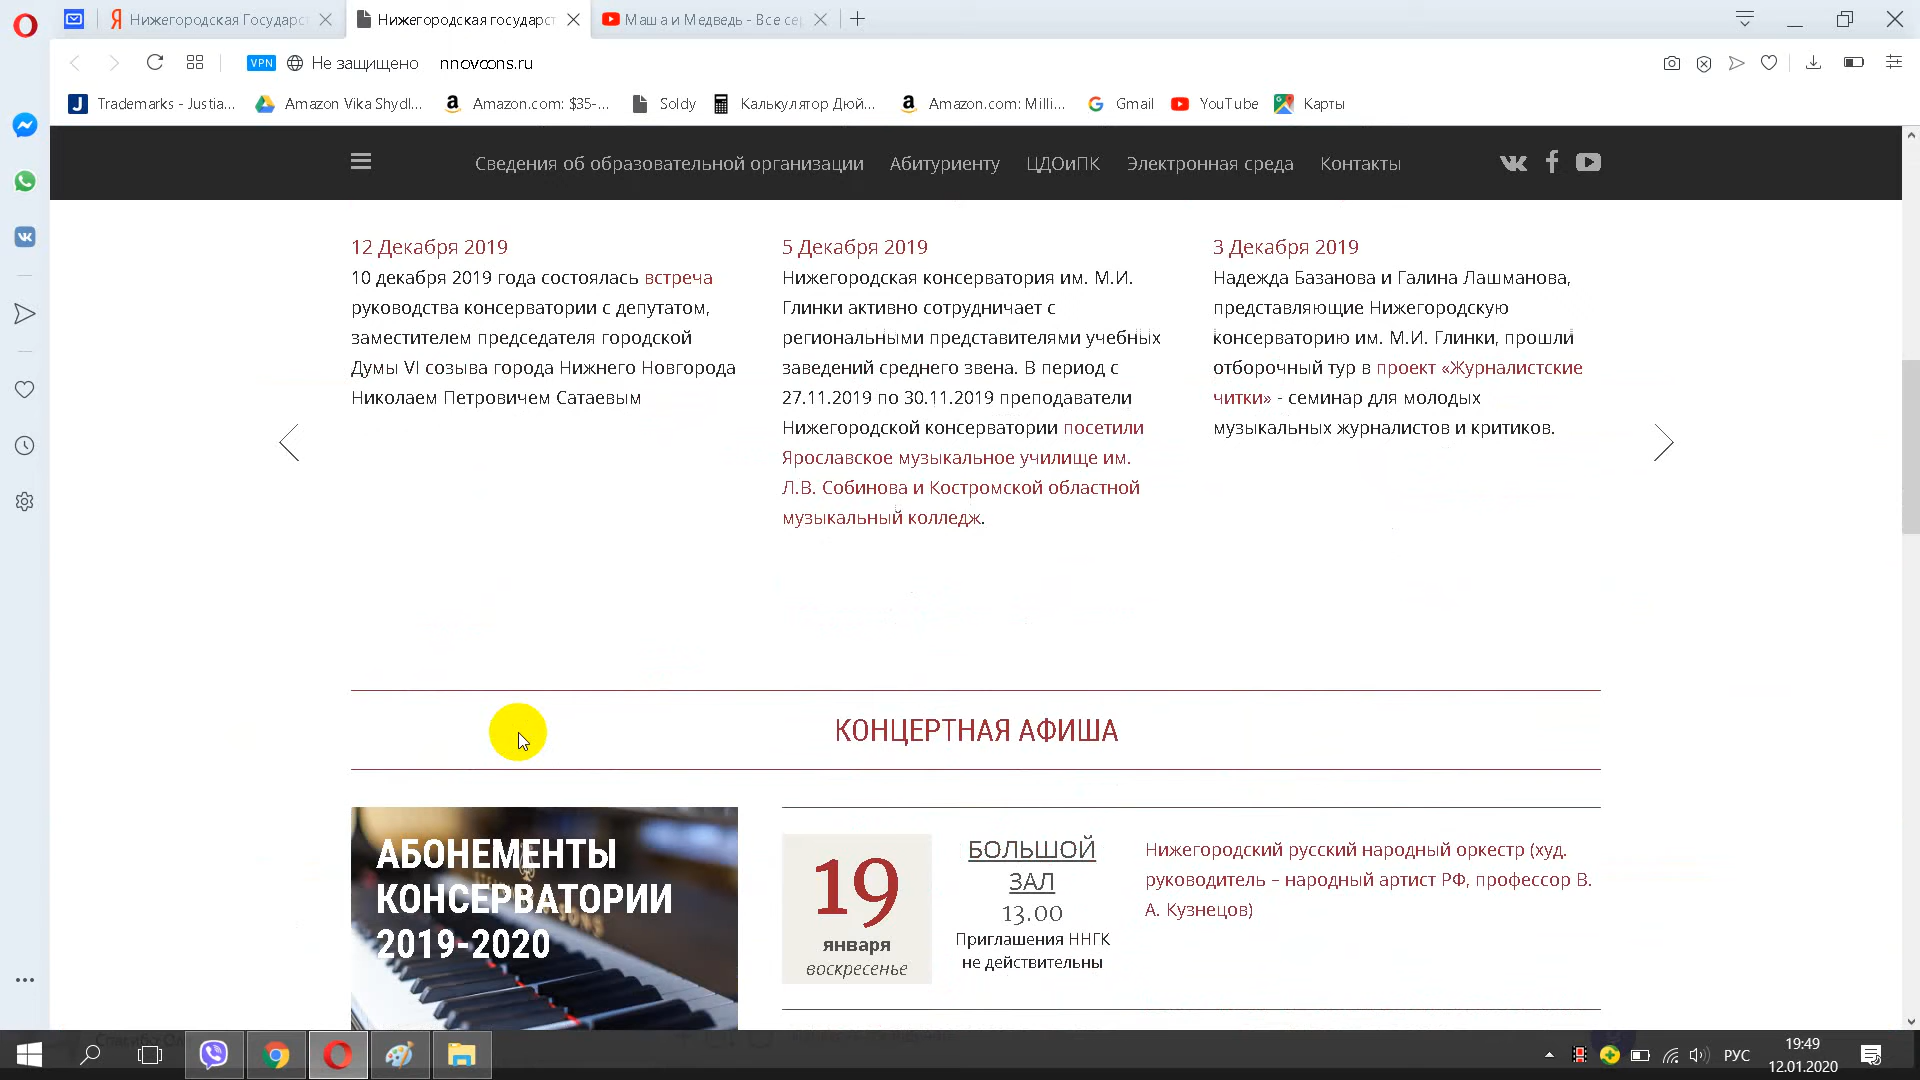 Нижегородская Государст
Нижегородская государст
Маша и Медведь - Все се
VPN
Не защищено
nnovcons.ru
Trademarks - Justia...
Amazon Vika Shydl...
Amazon.com: $35-...
Soldy
Калькулятор Дюй...
Amazon.com: Milli...
Gmail
YouTube
Карты
Сведения об образовательной организации
Абитуриенту
ЦДОиПК
Электронная среда
Контакты
12 Декабря 2019
10 декабря 2019 года состоялась встреча
руководства консерватории с депутатом,
заместителем председателя городской
Думы VI созыва города Нижнего Новгорода
Николаем Петровичем Сатаевым
5 Декабря 2019
Нижегородская консерватория им. М.И.
Глинки активно сотрудничает с
региональными представителями учебных
заведений среднего звена. В период с
27.11.2019 по 30.11.2019 преподаватели
Нижегородской консерватории посетили
Ярославское музыкальное училище им.
Л.В. Собинова и Костромской областной
музыкальный колледж.
3 Декабря 2019
Надежда Базанова и Галина Лашманова,
представляющие Нижегородскую
консерваторию им. М.И. Глинки, прошли
отборочный тур в проект «Журналистские
читки» - семинар для молодых
музыкальных журналистов и критиков.
КОНЦЕРТНАЯ АФИША
АБОНЕМЕНТЫ
КОНСЕРВАТОРИИ
2019-2020
19
января
воскресенье
БОЛЬШОЙ
ЗАЛ
13.00
Приглашения ННГК
не действительны
Нижегородский русский народный оркестр (худ.
руководитель – народный артист РФ, профессор В.
А. Кузнецов)
РУС
19:49
12.01.2020